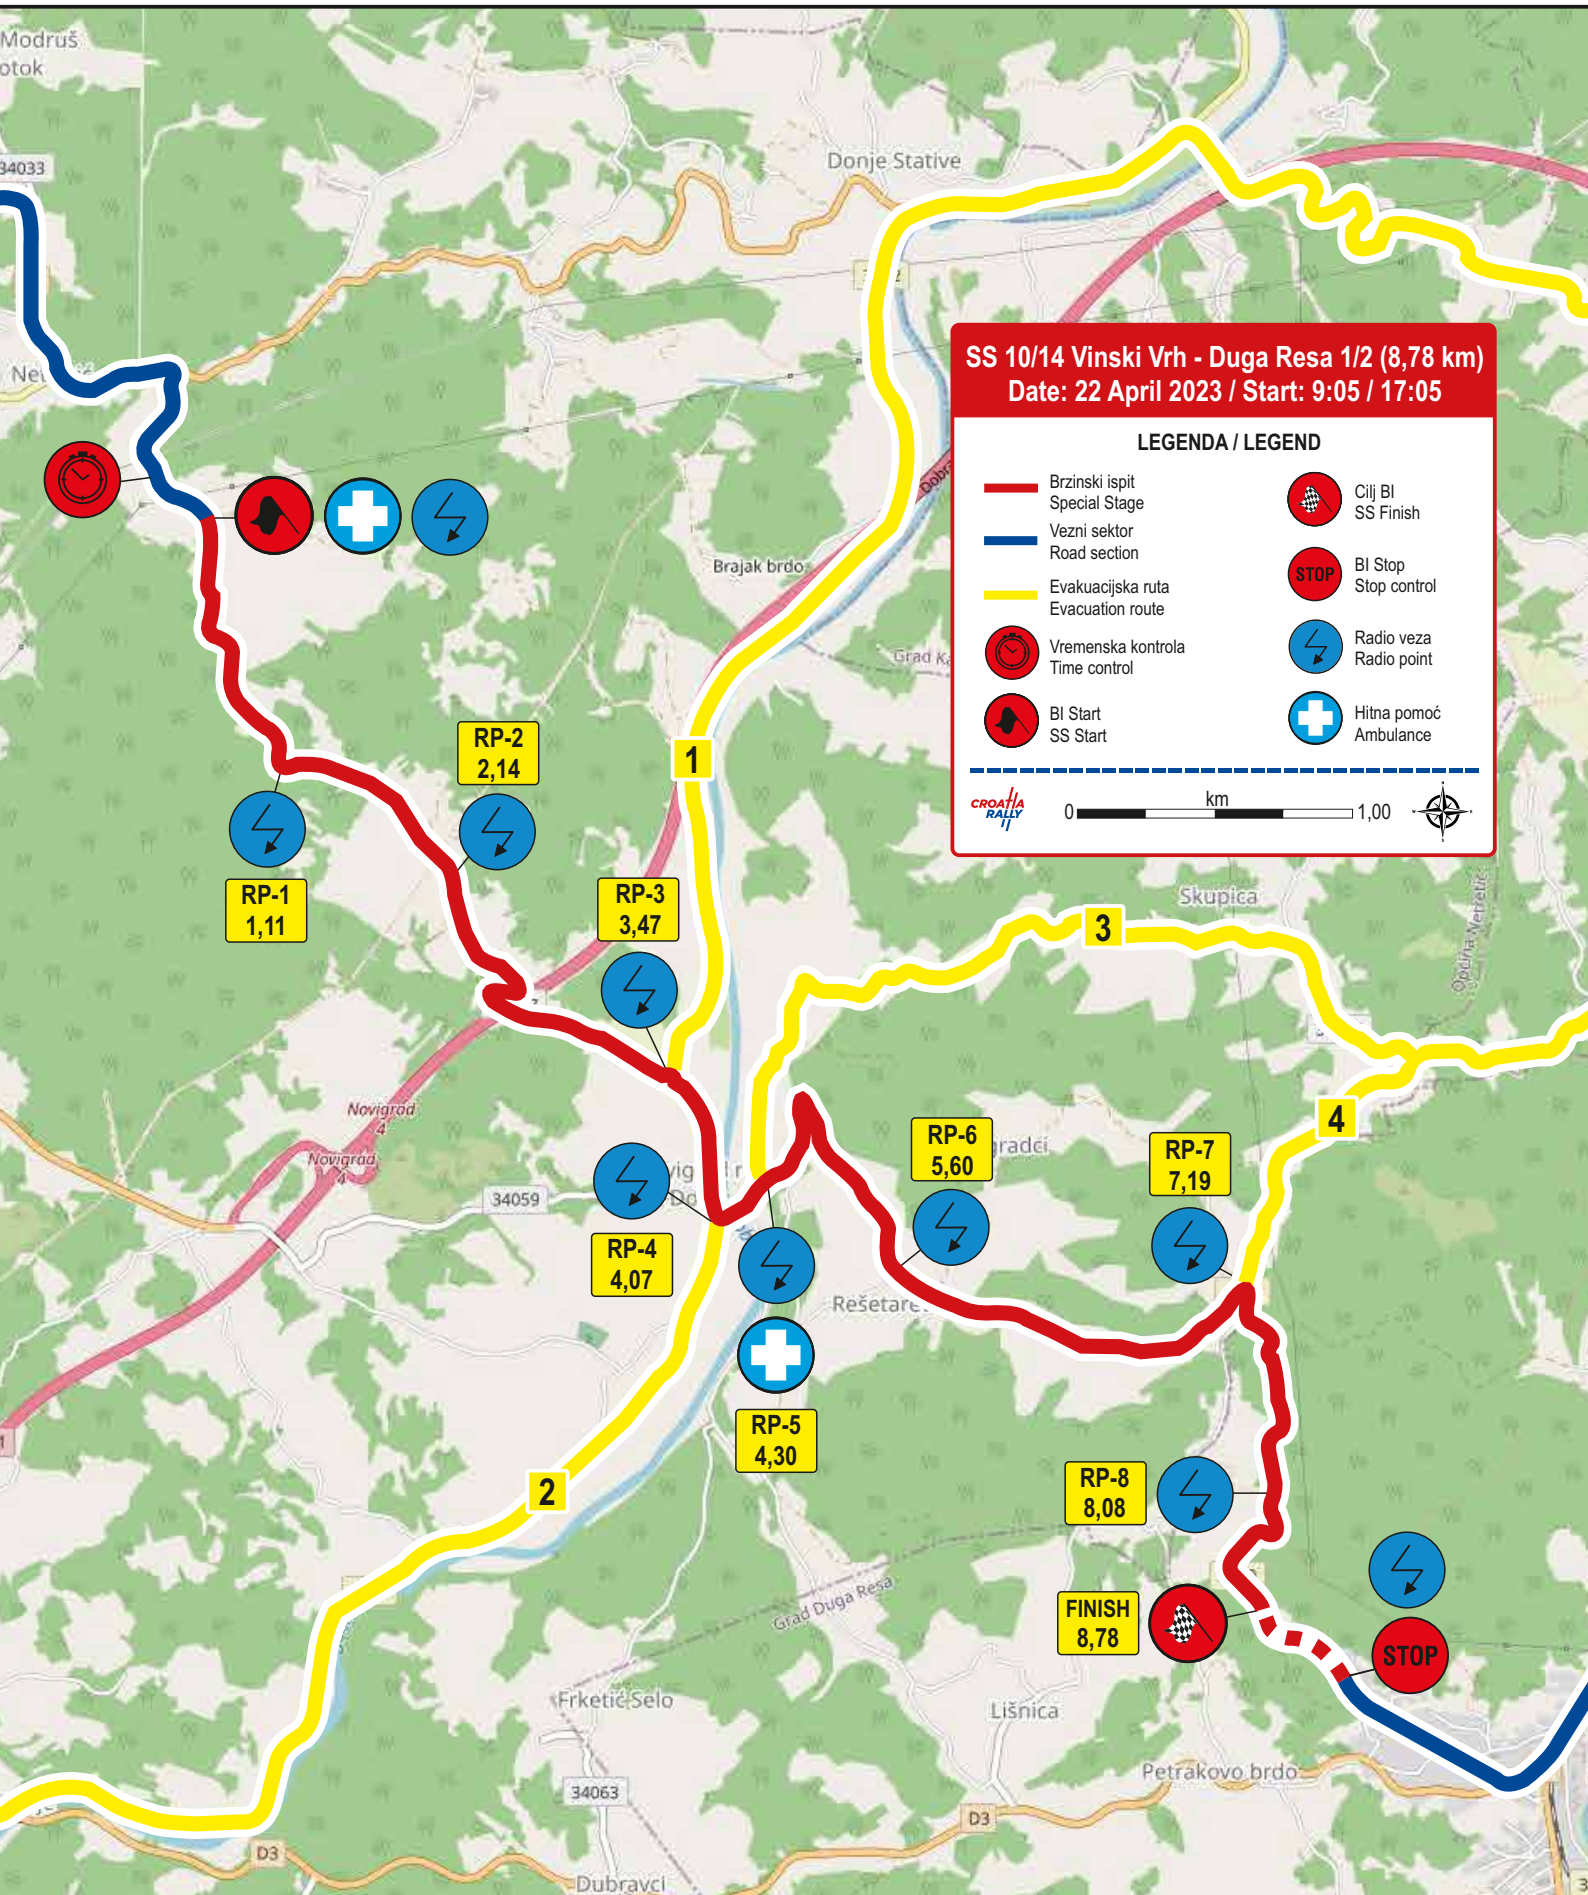 Modruš
otok
34033
Donje Stative
SS 10/14 Vinski Vrh - Duga Resa 1/2 (8,78 km)
Date: 22 April 2023 / Start: 9:05 / 17:05
LEGENDA / LEGEND
Brzinski ispit
Special Stage
Vezni sektor
Road section
Evakuacijska ruta
Evacuation route
Vremenska kontrola
Time control
BI Start
SS Start
Cilj BI
SS Finish
STOP
BI Stop
Stop control
Radio veza
Radio point
Hitna pomoć
Ambulance
CROATIA
RALLY
0
km
1,00
Brajak brdo
1
RP-2
2,14
RP-1
1,11
RP-3
3,47
Skupica
3
Općina Netretić
4
Novigrad
4
Novigrad
4
34059
RP-4
4,07
RP-6
5,60
gradci
RP-7
7,19
RP-5
4,30
2
RP-8
8,08
Grad Duga Resa
FINISH
8,78
STOP
Frketić Selo
Lišnica
Petrakovo brdo
34063
D3
D3
Dubravci